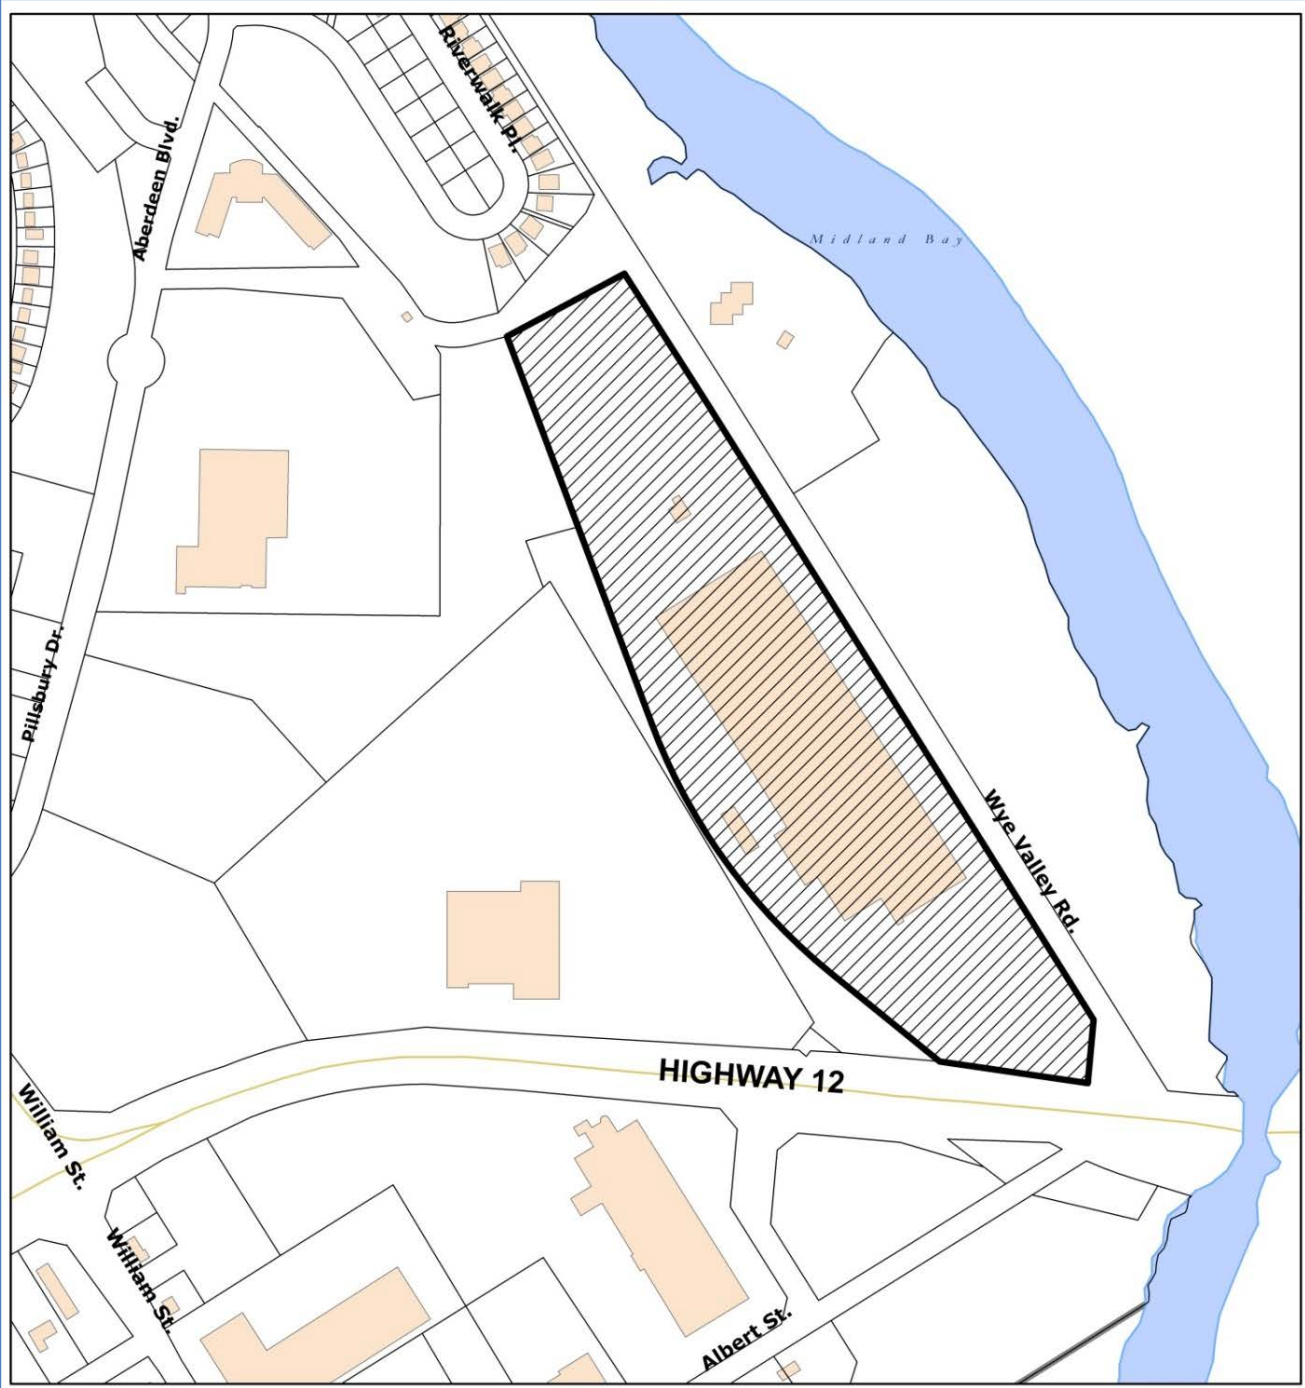 Riverwalk Pl.
Aberdeen Blvd.
Midland Bay
Pillsbury Dr.
Wye Valley Rd.
HIGHWAY 12
William St.
William St.
Albert St.